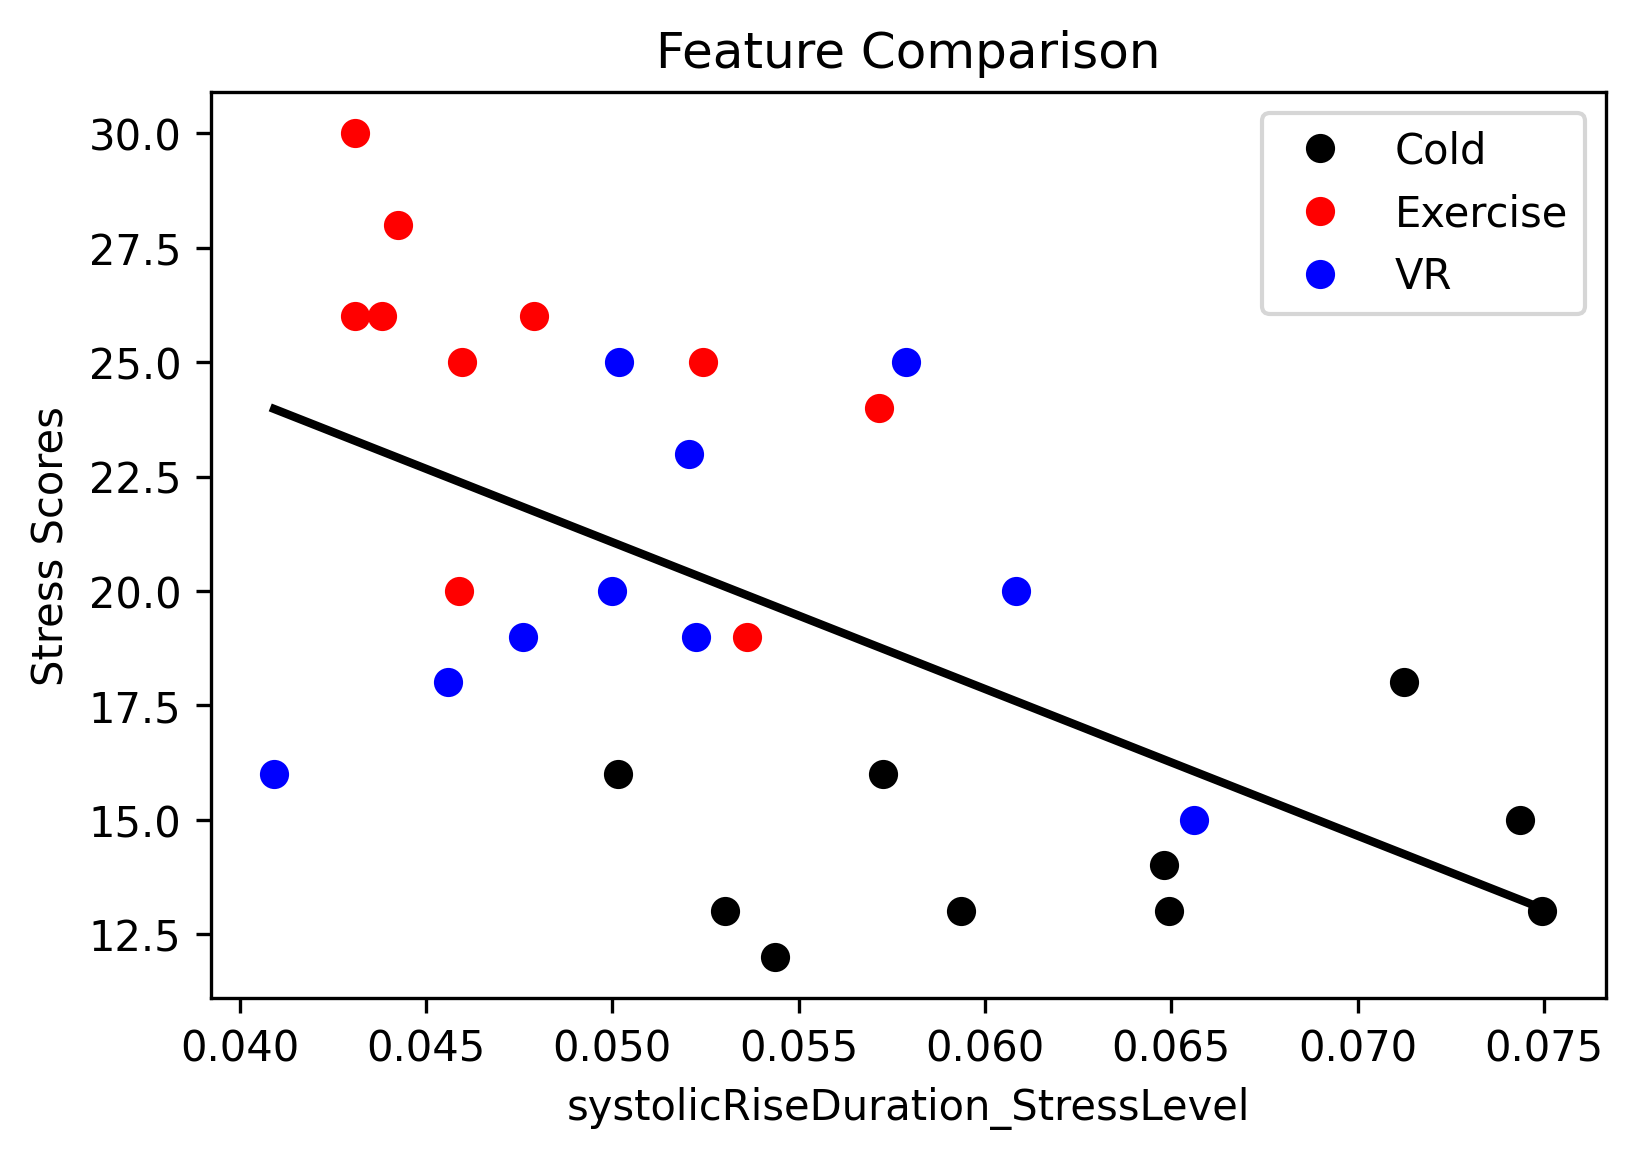 Feature Comparison
30.0
27.5
25.0
22.5
20.0
17.5
15.0
12.5
Stress Scores
Cold
Exercise
VR
0.040 0.045 0.050 0.055 0.060 0.065 0.070 0.075
systolicRiseDuration_StressLevel